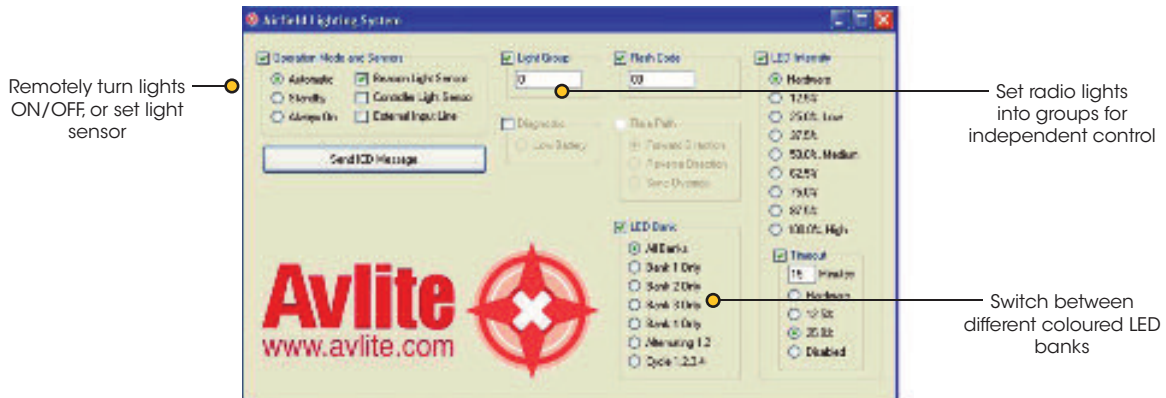 Airfield Lighting System
Remotely turn lights
ON/OFF, or set light
sensor
Operation Mode and Sensors
Automatic
Standby
Always On
Beacon Light Sensor
Controller Light Sensor
External Input Line
Send ICD Message
Light Group
0
Flash Code
00
Diagnostic
Low Battery
Forward Direction
Reverse Direction
LED Bank
All Banks
Bank 1 Only
Bank 2 Only
Bank 3 Only
Bank 4 Only
Alternating 1,2
Cycle 1,2,3,4
LED Intensity
Hardware
12.5%
25.0%, Low
37.5%
50.0%, Medium
62.5%
75.0%
87.5%
100.0%, High
Timeout
15 Minutes
Hardware
12.5%
25.0%
Disabled
Set radio lights
into groups for
independent control
Switch between
different coloured LED
banks
Avlite
www.avlite.com